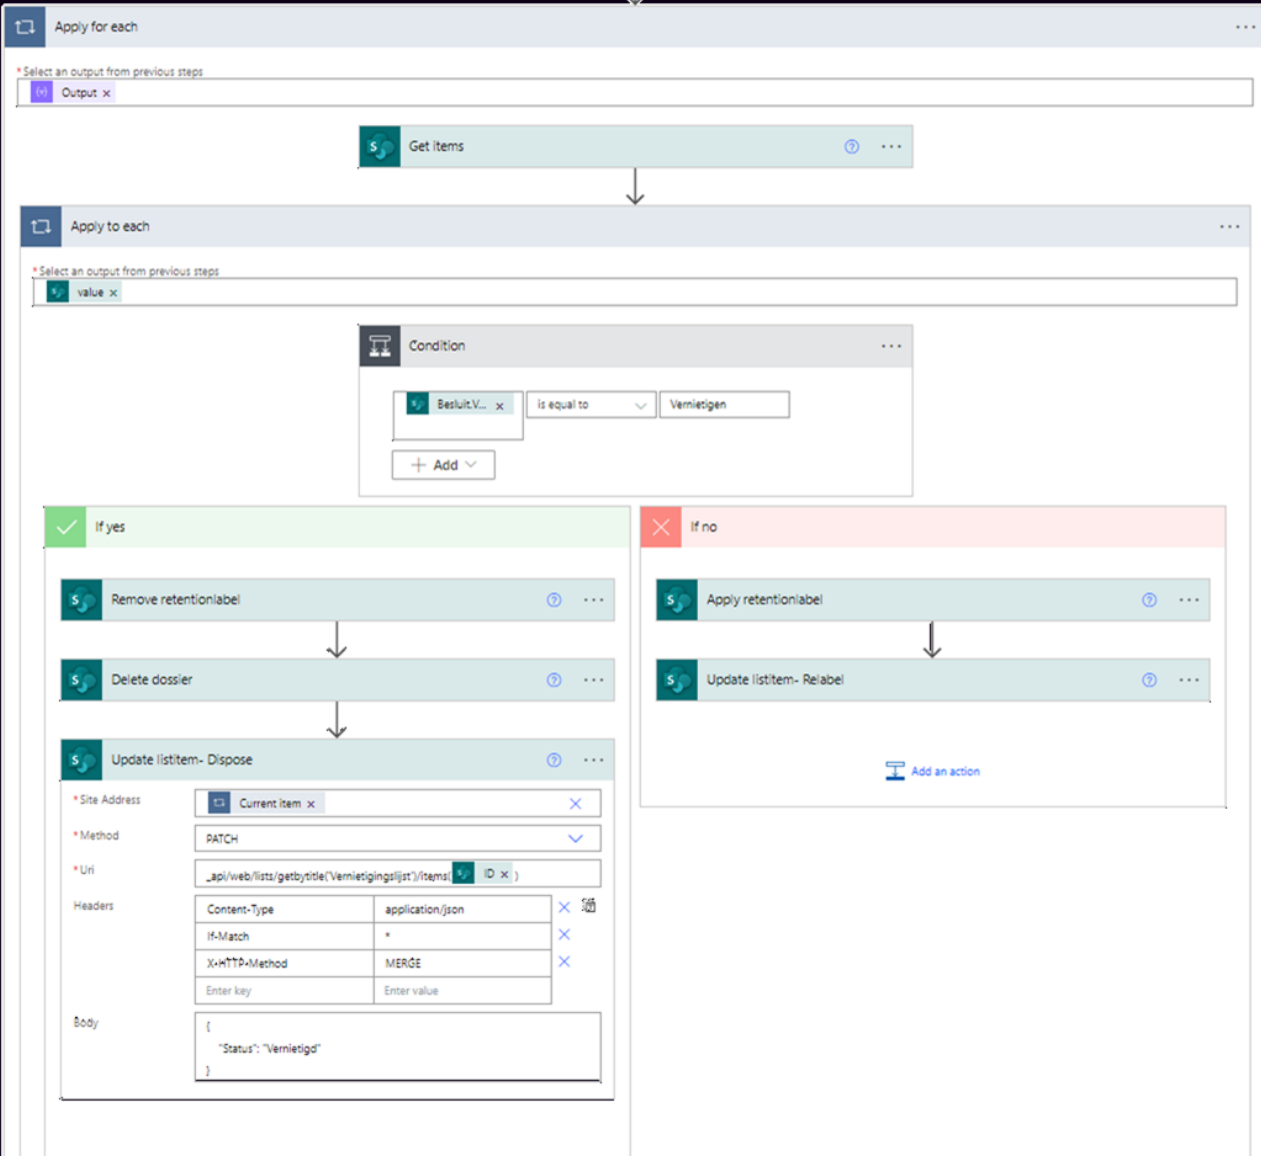 Apply for each
* Select an output from previous steps
Output ×
Get items
Apply to each
* Select an output from previous steps
value ×
Condition
Besluit.V... ×
is equal to
Vernietigen
+ Add
If yes
If no
Remove retentionlabel
Apply retentionlabel
Delete dossier
Update listitem- Relabel
Update listitem- Dispose
Add an action
* Site Address
Current item ×
* Method
PATCH
* Uri
_api/web/lists/getbytitle('Vernietigingslijst')/items( ID × )
Headers
Content-Type application/json
If-Match *
X-HTTP-Method MERGE
Enter key Enter value
Body
{
"Status": "Vernietigd"
}